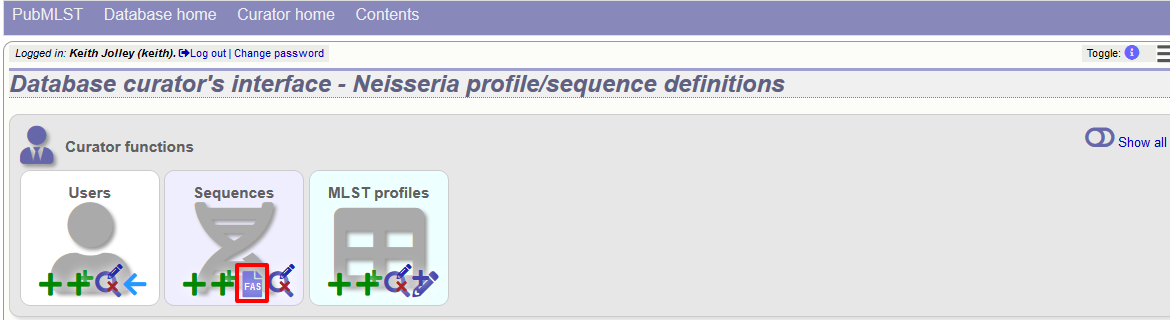 PubMLST Database home Curator home Contents
Logged in: Keith Jolley (keith). Log out | Change password Toggle: i
Database curator's interface - Neisseria profile/sequence definitions
Curator functions Show all
Users Sequences MLST profiles
FAS